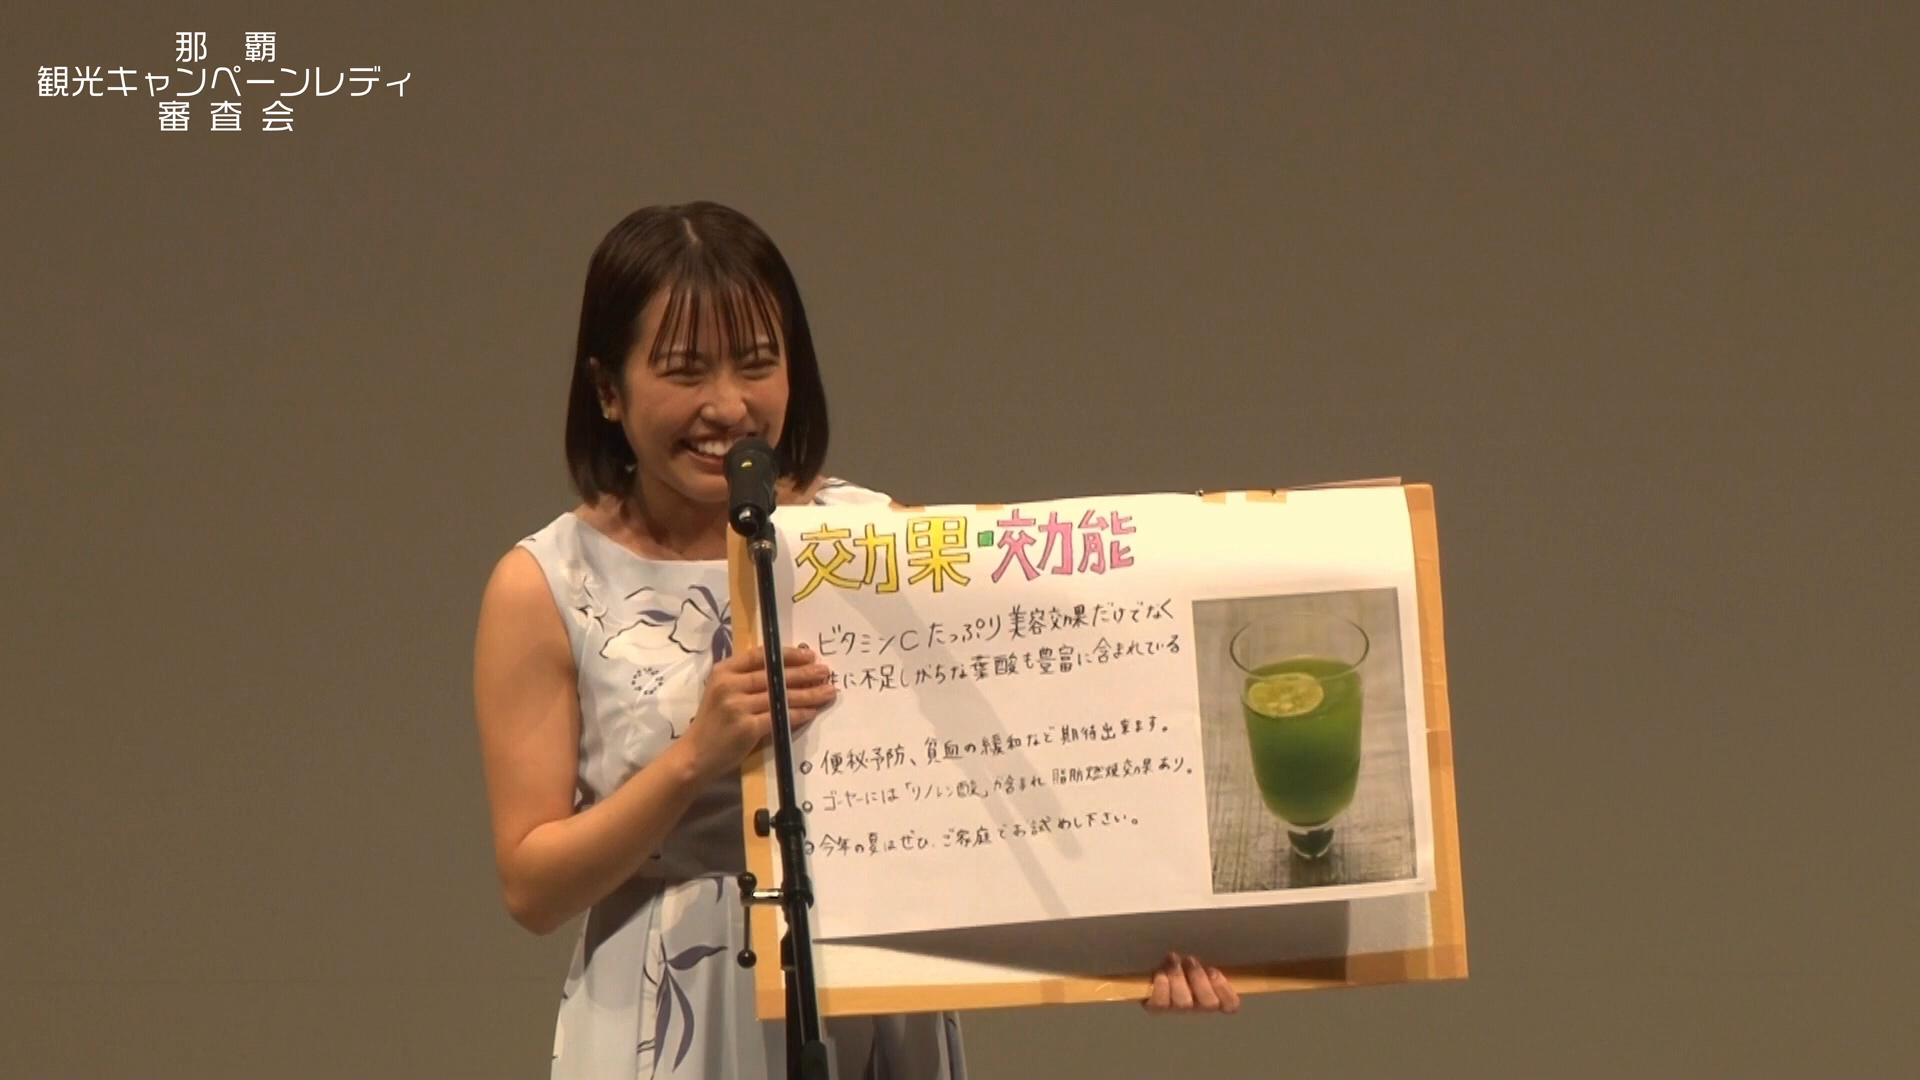 那覇
観光キャンペーンレディ
審査会
効果・効能
ビタミンCたっぷり美容効果だけでなく
性に不足しがちな葉酸も豊富に含まれている
便秘予防、貧血の緩和など期待出来ます。
ゴーヤーには「リノレン酸」が含まれ脂肪燃焼効果あり。
今年の夏はぜひ、ご家庭でお試め し下さい。